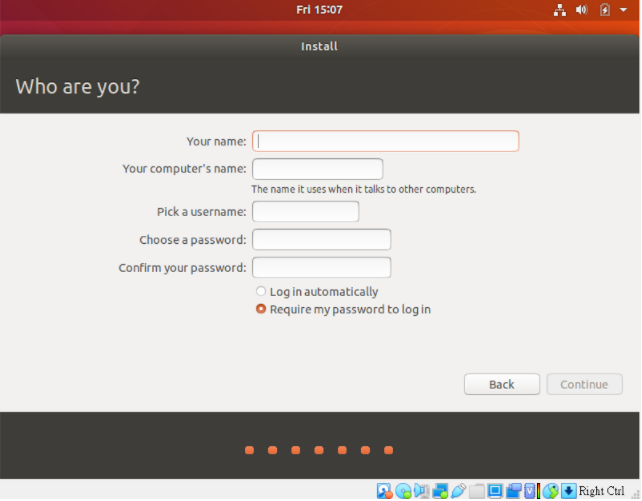 Fri 15:07
Install
Who are you?
Your name:
Your computer's name:
The name it uses when it talks to other computers.
Pick a username:
Choose a password:
Confirm your password:
Log in automatically
Require my password to log in
Back
Continue
Right Ctrl